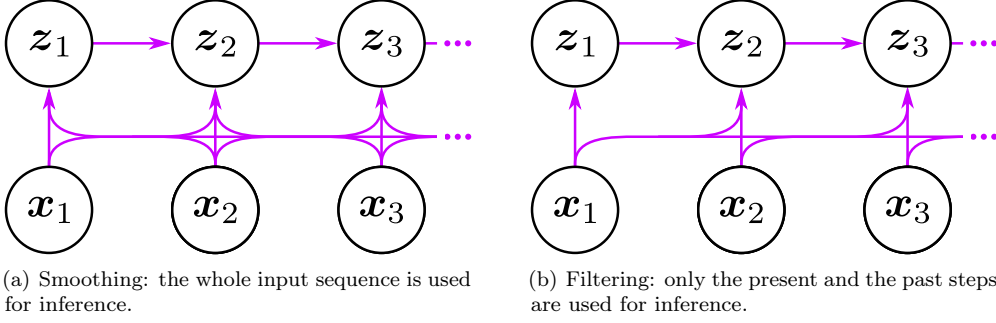 z1 z2 z3 ... z1 z2 z3 ...
... ...
x1 x2 x3 x1 x2 x3
(a) Smoothing: the whole input sequence is used
for inference.
(b) Filtering: only the present and the past steps
are used for inference.